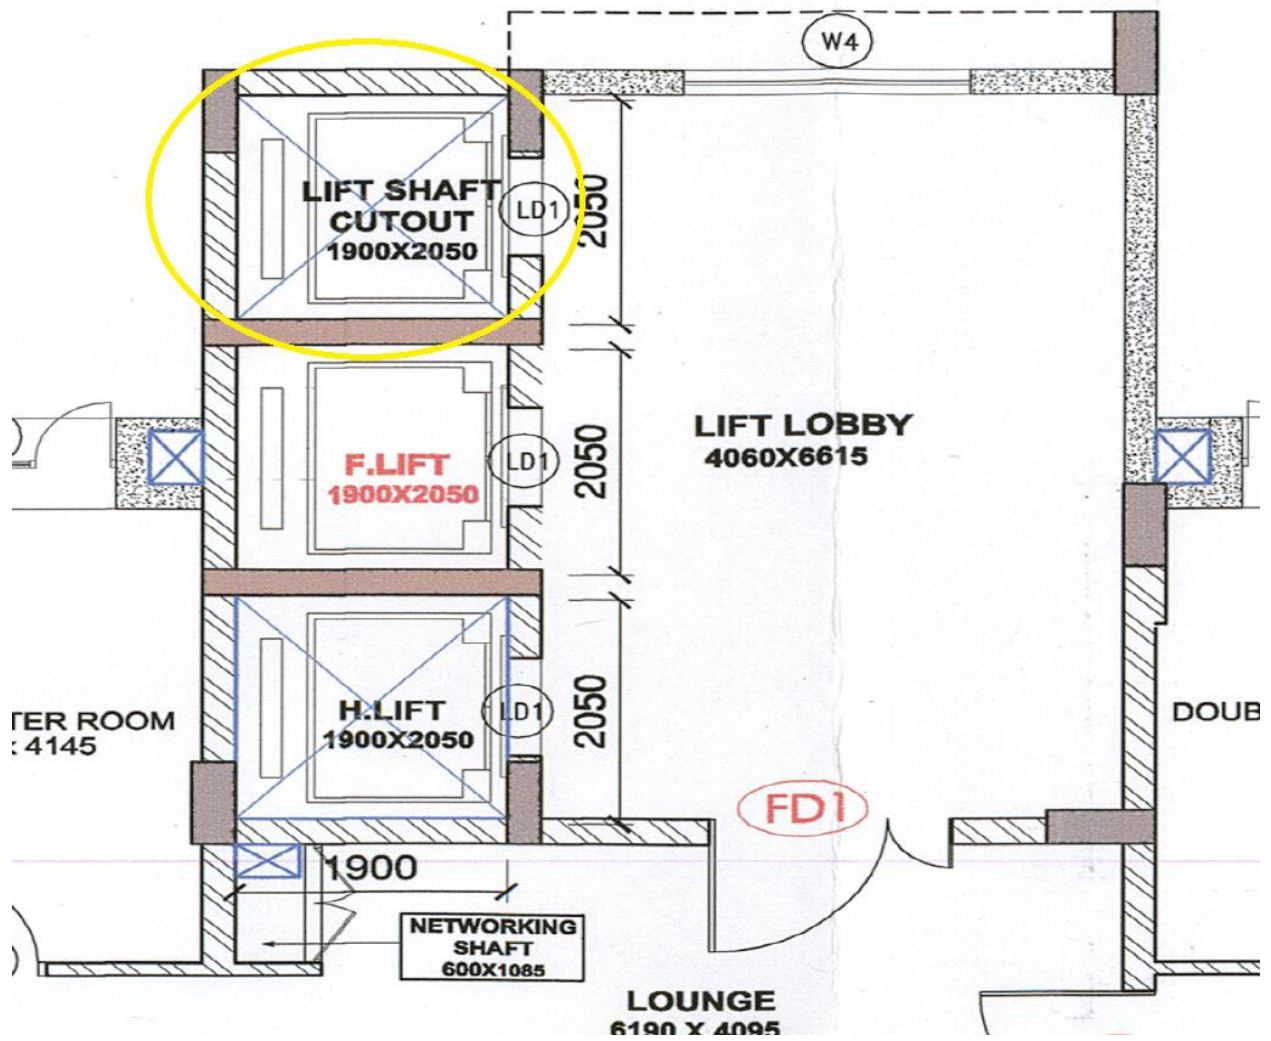 W4
LIFT SHAFT
CUTOUT
1900X2050
LD1
2050
F.LIFT
1900X2050
LD1
2050
LIFT LOBBY
4060X6615
H.LIFT
1900X2050
LD1
2050
TER ROOM
4145
DOUB
FD1
1900
NETWORKING
SHAFT
600X1085
LOUNGE
6190 X 4095